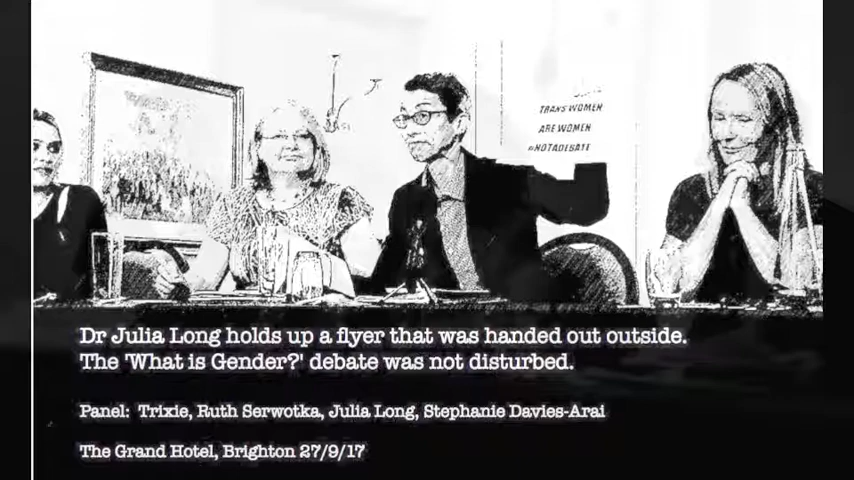 TRANS WOMEN
ARE WOMEN
#NOTADEBATE
Dr Julia Long holds up a flyer that was handed out outside.
The 'What is Gender?' debate was not disturbed.
Panel: Trixie, Ruth Serwotka, Julia Long, Stephanie Davies-Arai
The Grand Hotel, Brighton 27/9/17